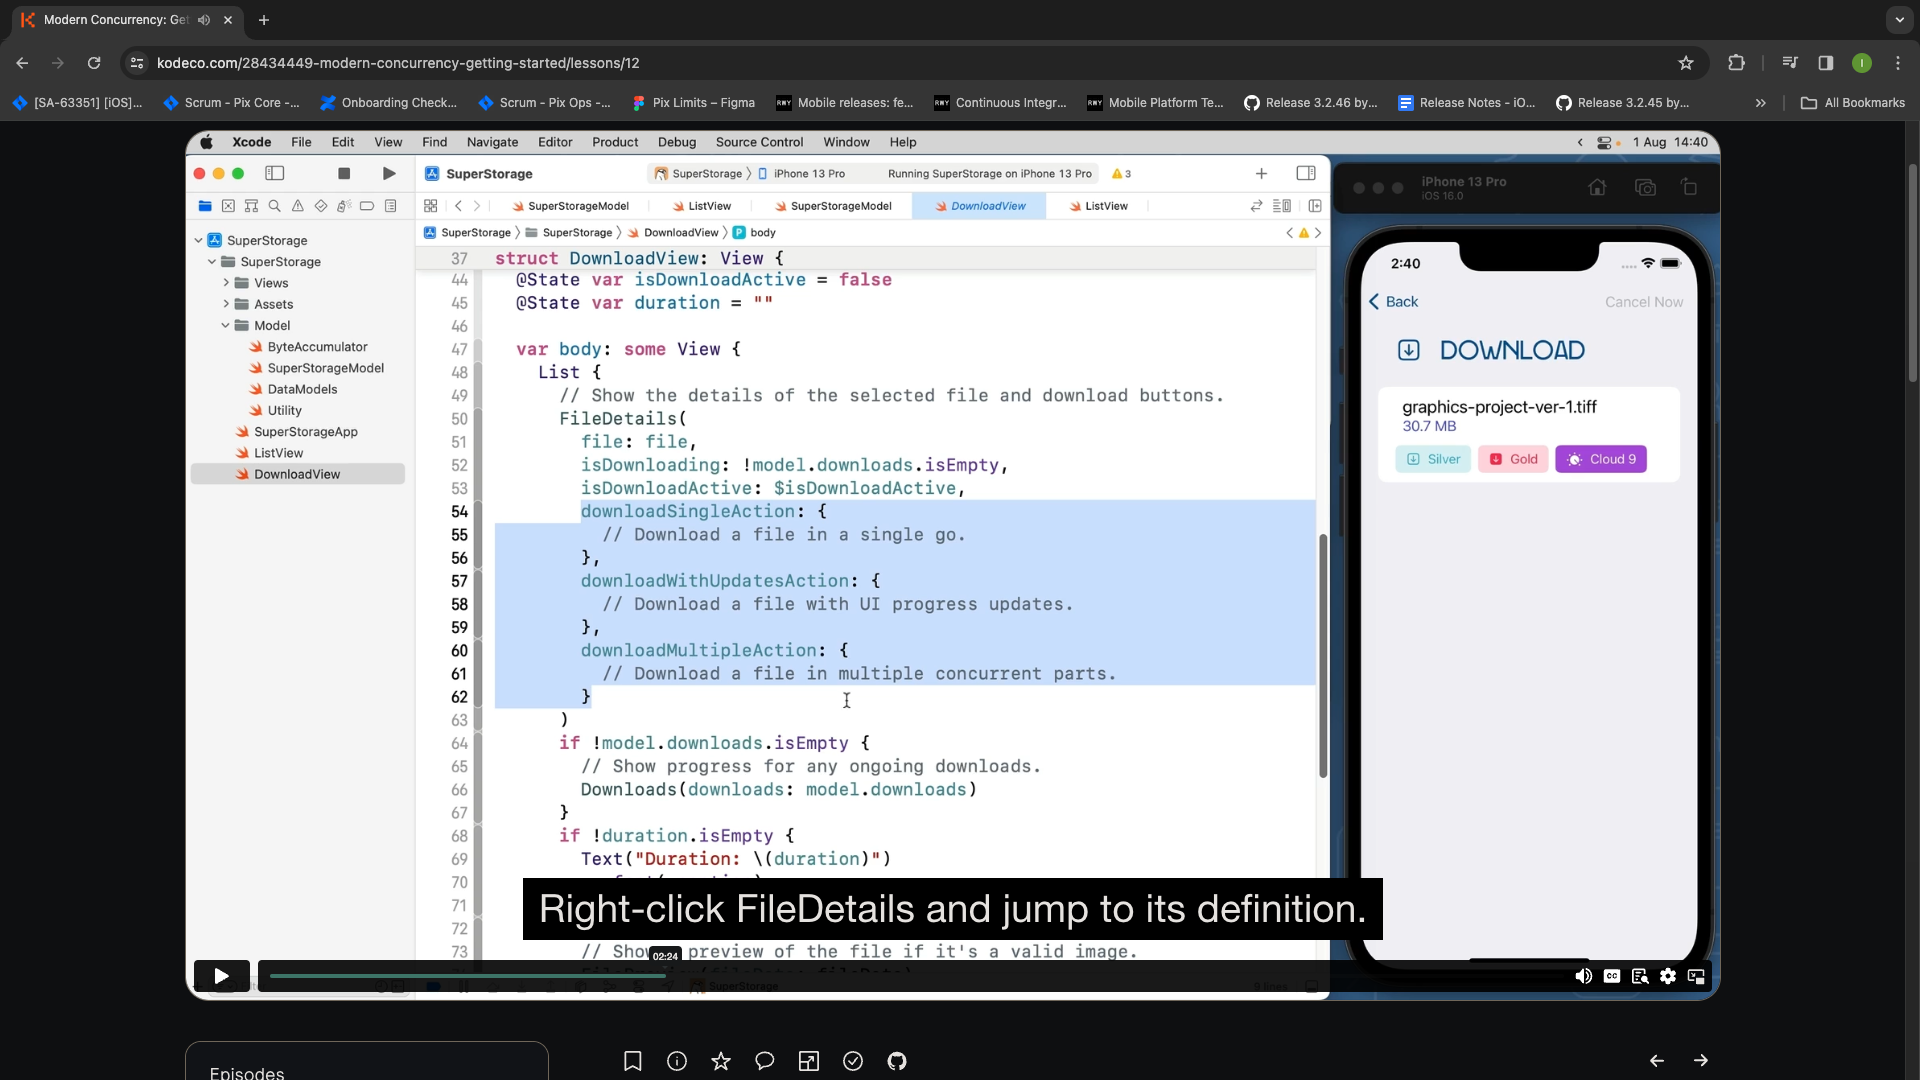 Modern Concurrency: Get
kodeco.com/28434449-modern-concurrency-getting-started/lessons/12
[SA-63351] [iOS]...
Scrum - Pix Core -...
Onboarding Check...
Scrum - Pix Ops -...
Pix Limits – Figma
Mobile releases: fe...
Continuous Integr...
Mobile Platform Te...
Release 3.2.46 by...
Release Notes - iO...
Release 3.2.45 by...
All Bookmarks
Xcode File Edit View Find Navigate Editor Product Debug Source Control Window Help
1 Aug 14:40
SuperStorage
SuperStorage
iPhone 13 Pro
Running SuperStorage on iPhone 13 Pro
3
SuperStorageModel
ListView
SuperStorageModel
DownloadView
ListView
SuperStorage
SuperStorage
DownloadView
body
SuperStorage
SuperStorage
Views
Assets
Model
ByteAccumulator
SuperStorageModel
DataModels
Utility
SuperStorageApp
ListView
DownloadView
37 struct DownloadView: View {
44 @State var isDownloadActive = false
45 @State var duration = ""
46
47 var body: some View {
48 List {
49 // Show the details of the selected file and download buttons.
50 FileDetails(
51 file: file,
52 isDownloading: !model.downloads.isEmpty,
53 isDownloadActive: $isDownloadActive,
54 downloadSingleAction: {
55 // Download a file in a single go.
56 },
57 downloadWithUpdatesAction: {
58 // Download a file with UI progress updates.
59 },
60 downloadMultipleAction: {
61 // Download a file in multiple concurrent parts.
62 }
63 )
64 if !model.downloads.isEmpty {
65 // Show progress for any ongoing downloads.
66 Downloads(downloads: model.downloads)
67 }
68 if !duration.isEmpty {
69 Text("Duration: \(duration)")
70
71
72
73 // Show preview of the file if it's a valid image.
Right-click FileDetails and jump to its definition.
02:24
SuperStorage
9 lines
CC
iPhone 13 Pro
iOS 16.0
2:40
Back
Cancel Now
DOWNLOAD
graphics-project-ver-1.tiff
30.7 MB
Silver
Gold
Cloud 9
Episodes